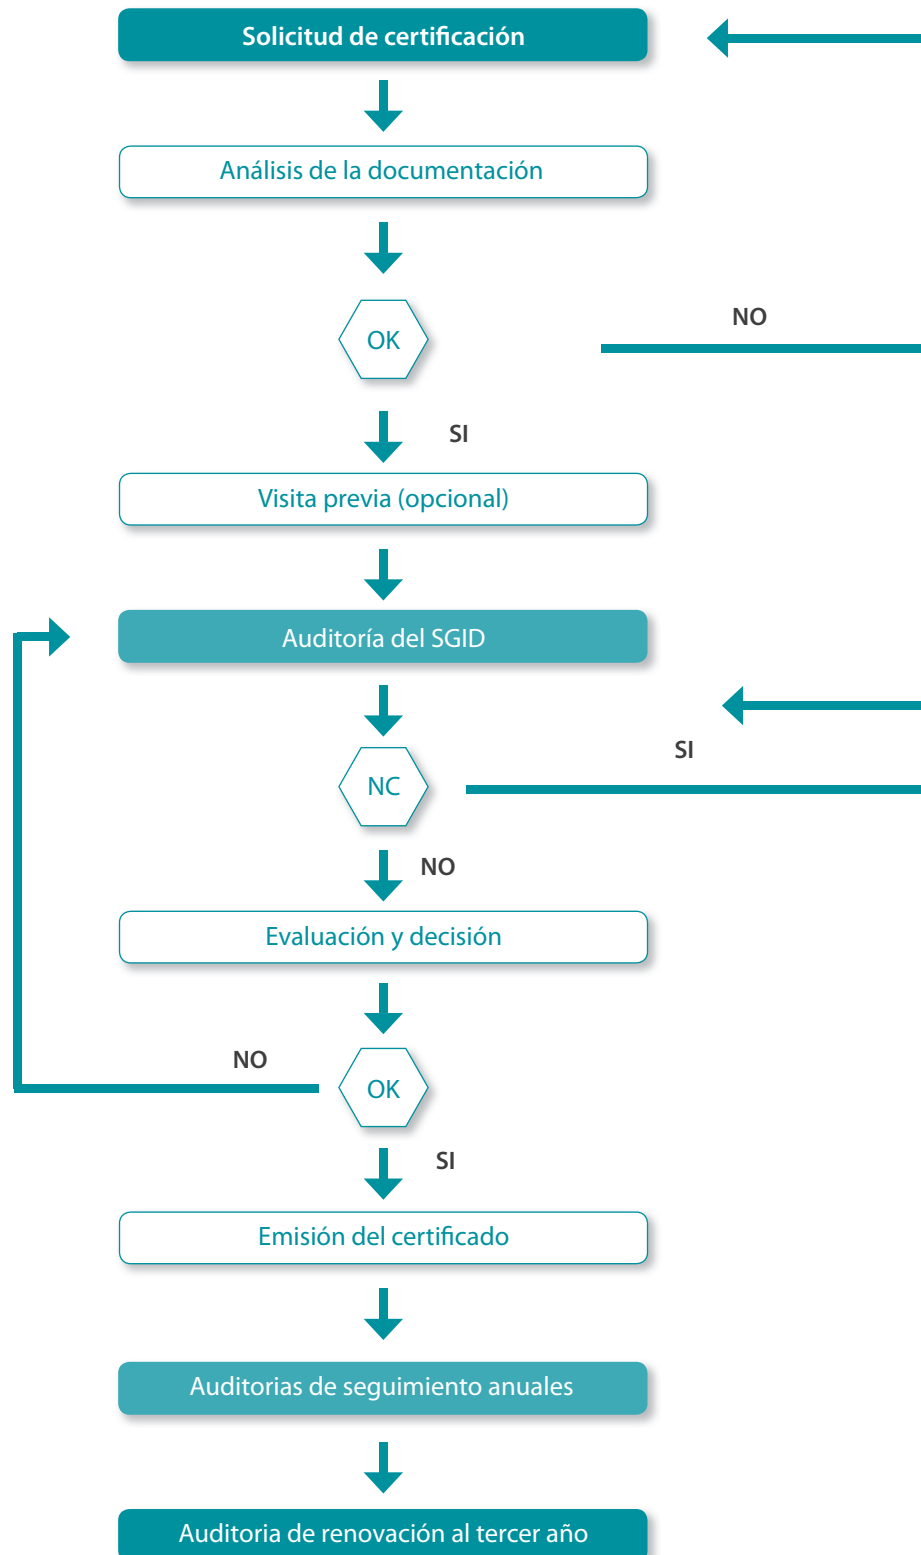 Solicitud de certificación
Análisis de la documentación
OK
NO
SI
Visita previa (opcional)
Auditoría del SGID
SI
NC
NO
Evaluación y decisión
NO
OK
SI
Emisión del certificado
Auditorias de seguimiento anuales
Auditoria de renovación al tercer año